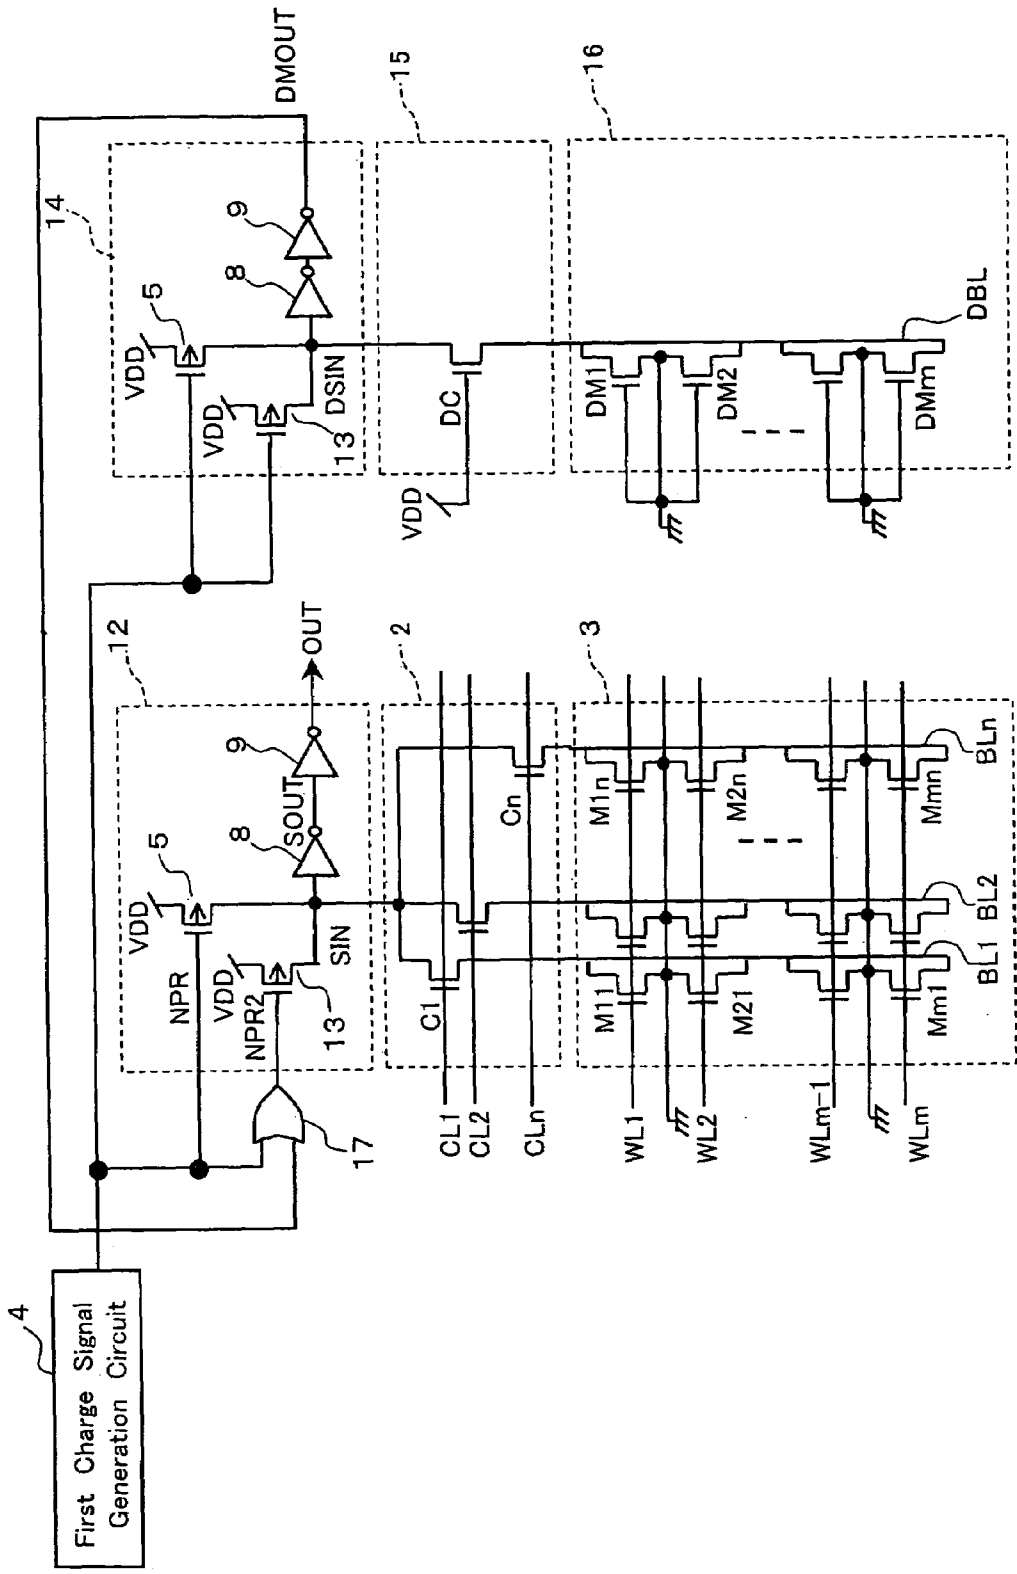 4
First Charge Signal
Generation Circuit
12
VDD
5
NPR
VDD
NPR2
13
SIN
8
SOUT
9
OUT
17
2
C1
Cn
CL1
CL2
CLn
3
M11
M21
Mm1
M1n
M2n
Mmn
WL1
WL2
WLm-1
WLm
BL1
BL2
BLn
14
VDD
5
VDD
13
DSIN
8
9
DMOUT
15
VDD
DC
16
DM1
DM2
DMm
DBL